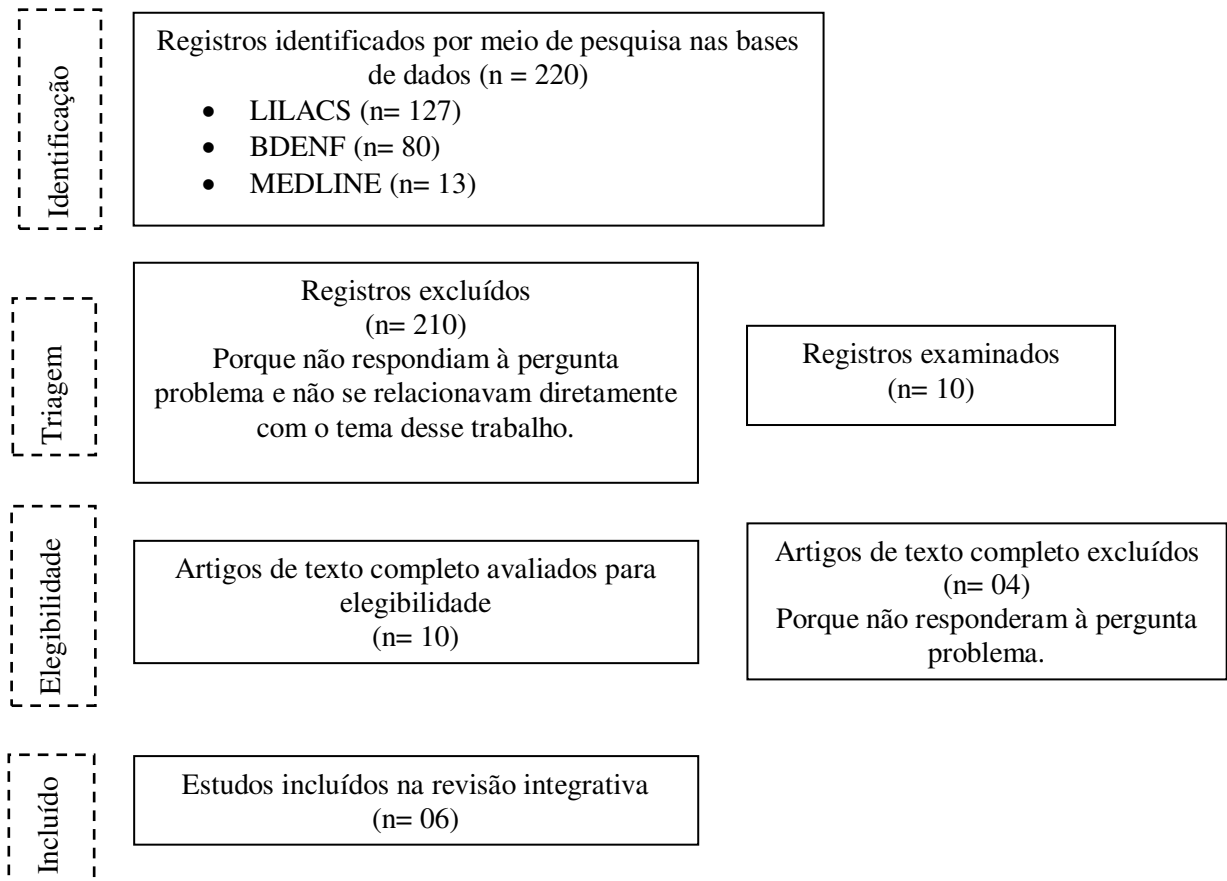 Identificação
Registros identificados por meio de pesquisa nas bases
de dados (n = 220)
• LILACS (n= 127)
• BDENF (n= 80)
• MEDLINE (n= 13)
Triagem
Registros excluídos
(n= 210)
Porque não respondiam à pergunta
problema e não se relacionavam diretamente
com o tema desse trabalho.
Registros examinados
(n= 10)
Elegibilidade
Artigos de texto completo avaliados para
elegibilidade
(n= 10)
Artigos de texto completo excluídos
(n= 04)
Porque não responderam à pergunta
problema.
Incluído
Estudos incluídos na revisão integrativa
(n= 06)